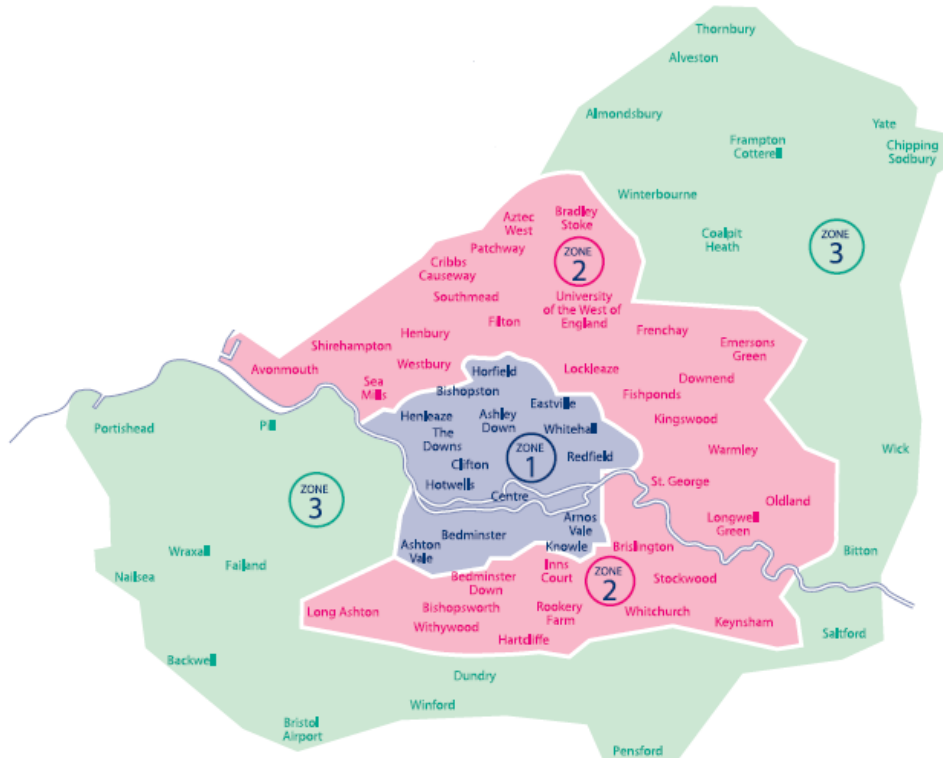 Thornbury
Alveston
Almondsbury
Yate
Frampton
Cotterell
Chipping
Sodbury
Winterbourne
Coalpit
Heath
ZONE
3
Aztec
West
Bradley
Stoke
Patchway
ZONE
2
Cribbs
Causeway
Southmead
University
of the West of
England
Filton
Frenchay
Henbury
Shirehampton
Emersons
Green
Westbury
Avonmouth
Lockleaze
Downend
Sea
Mills
Fishponds
Kingswood
Horfield
Bishopston
Eastville
Henleaze
Ashley
Down
Whitehall
The
Downs
ZONE
1
Redfield
Clifton
Hotwells
Centre
Warmley
St. George
Oldland
Longwell
Green
Wick
Portishead
Pill
ZONE
3
Arnos
Vale
Bedminster
Ashton
Vale
Knowle
Brislington
Bitton
Wraxall
Failand
Nailsea
Inns
Court
ZONE
2
Stockwood
Bedminster
Down
Long Ashton
Bishopsworth
Rookery
Farm
Whitchurch
Keynsham
Withywood
Hartcliffe
Saltford
Backwell
Dundry
Winford
Bristol
Airport
Pensford